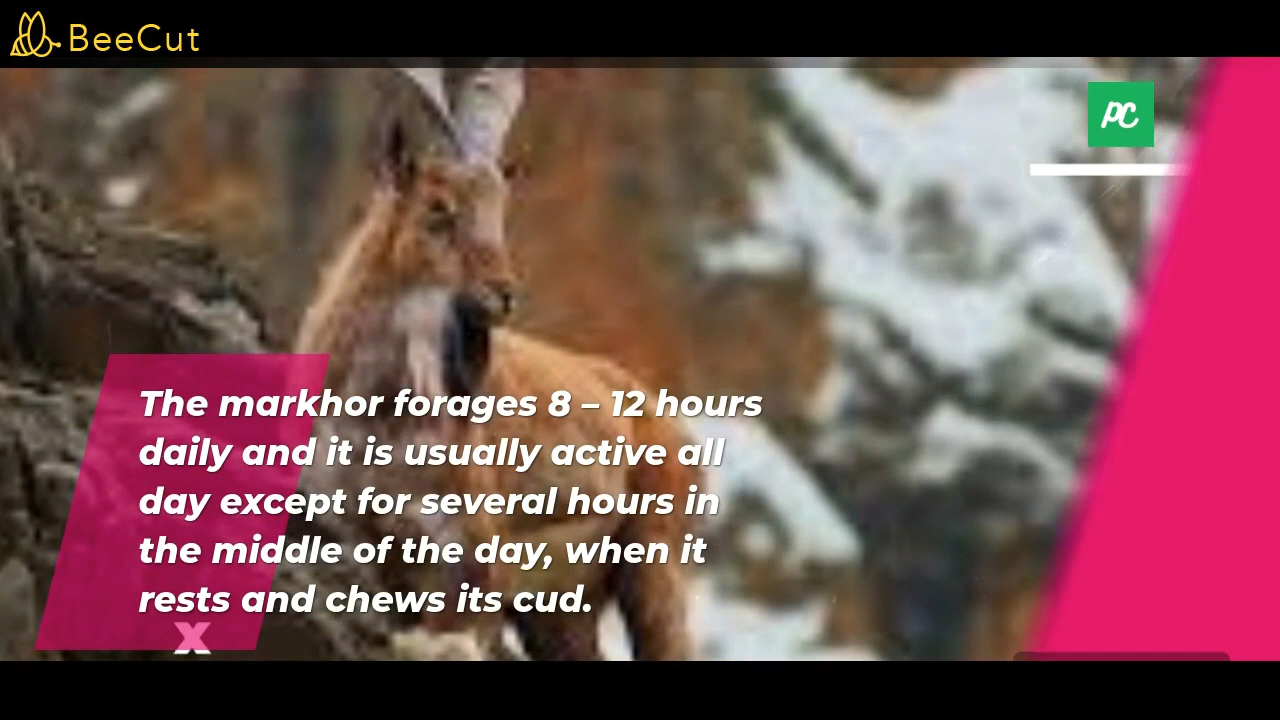 BeeCut
PC
The markhor forages 8 – 12 hours
daily and it is usually active all
day except for several hours in
the middle of the day, when it
rests and chews its cud.
X